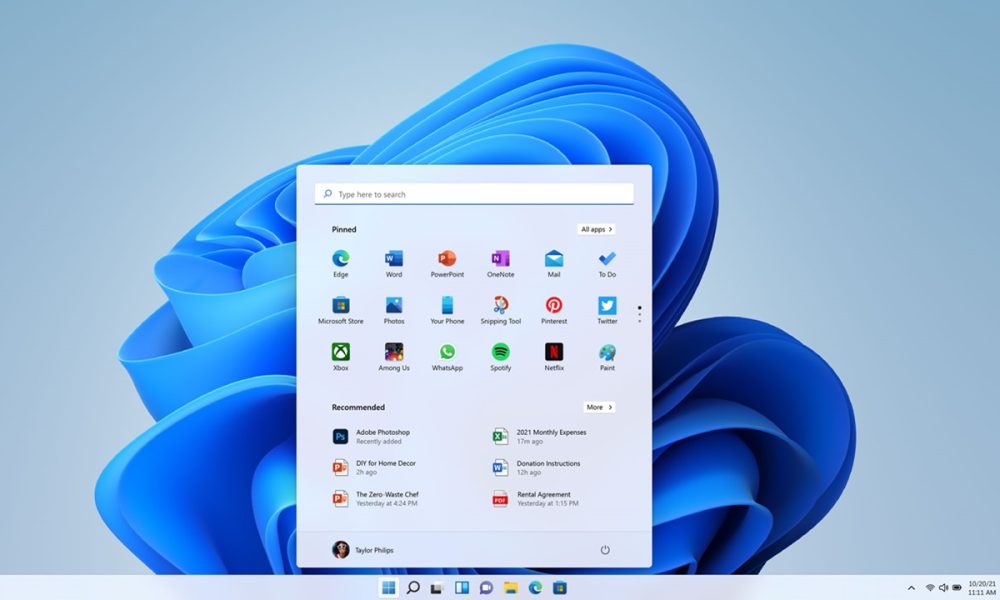 Type here to search
Pinned
All apps >
Edge
Word
PowerPoint
OneNote
Mail
To Do
Microsoft Store
Photos
Your Phone
Snipping Tool
Pinterest
Twitter
Xbox
Among Us
WhatsApp
Spotify
Netflix
Paint
Recommended
More >
Adobe Photoshop
Recently added
2021 Monthly Expenses
17m ago
DIY for Home Decor
2h ago
Donation Instructions
12h ago
The Zero-Waste Chef
Yesterday at 4:24 PM
Rental Agreement
Yesterday at 1:15 PM
Taylor Philips
10/20/21
11:11 AM